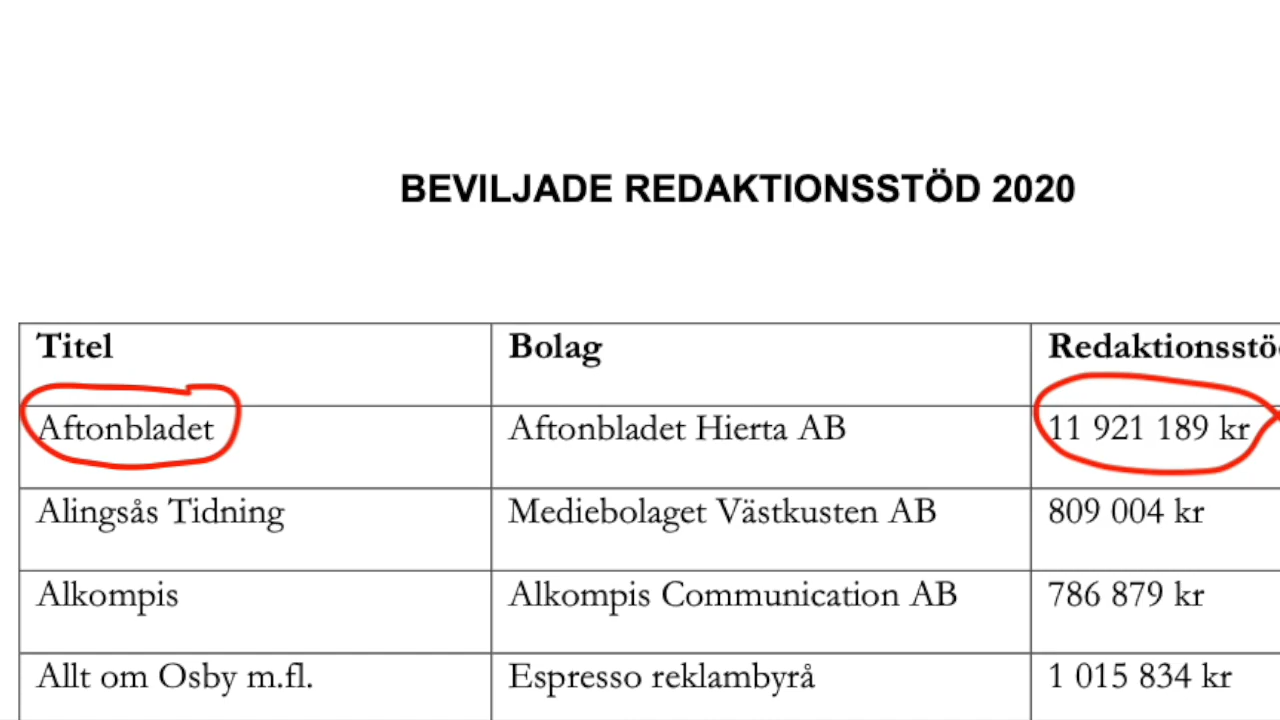 BEVILJADE REDAKTIONSSTÖD 2020
Titel Bolag Redaktionsstö
Aftonbladet Aftonbladet Hierta AB 11 921 189 kr
Alingsås Tidning Mediebolaget Västkusten AB 809 004 kr
Alkompis Alkompis Communication AB 786 879 kr
Allt om Osby m.fl. Espresso reklambyrå 1 015 834 kr